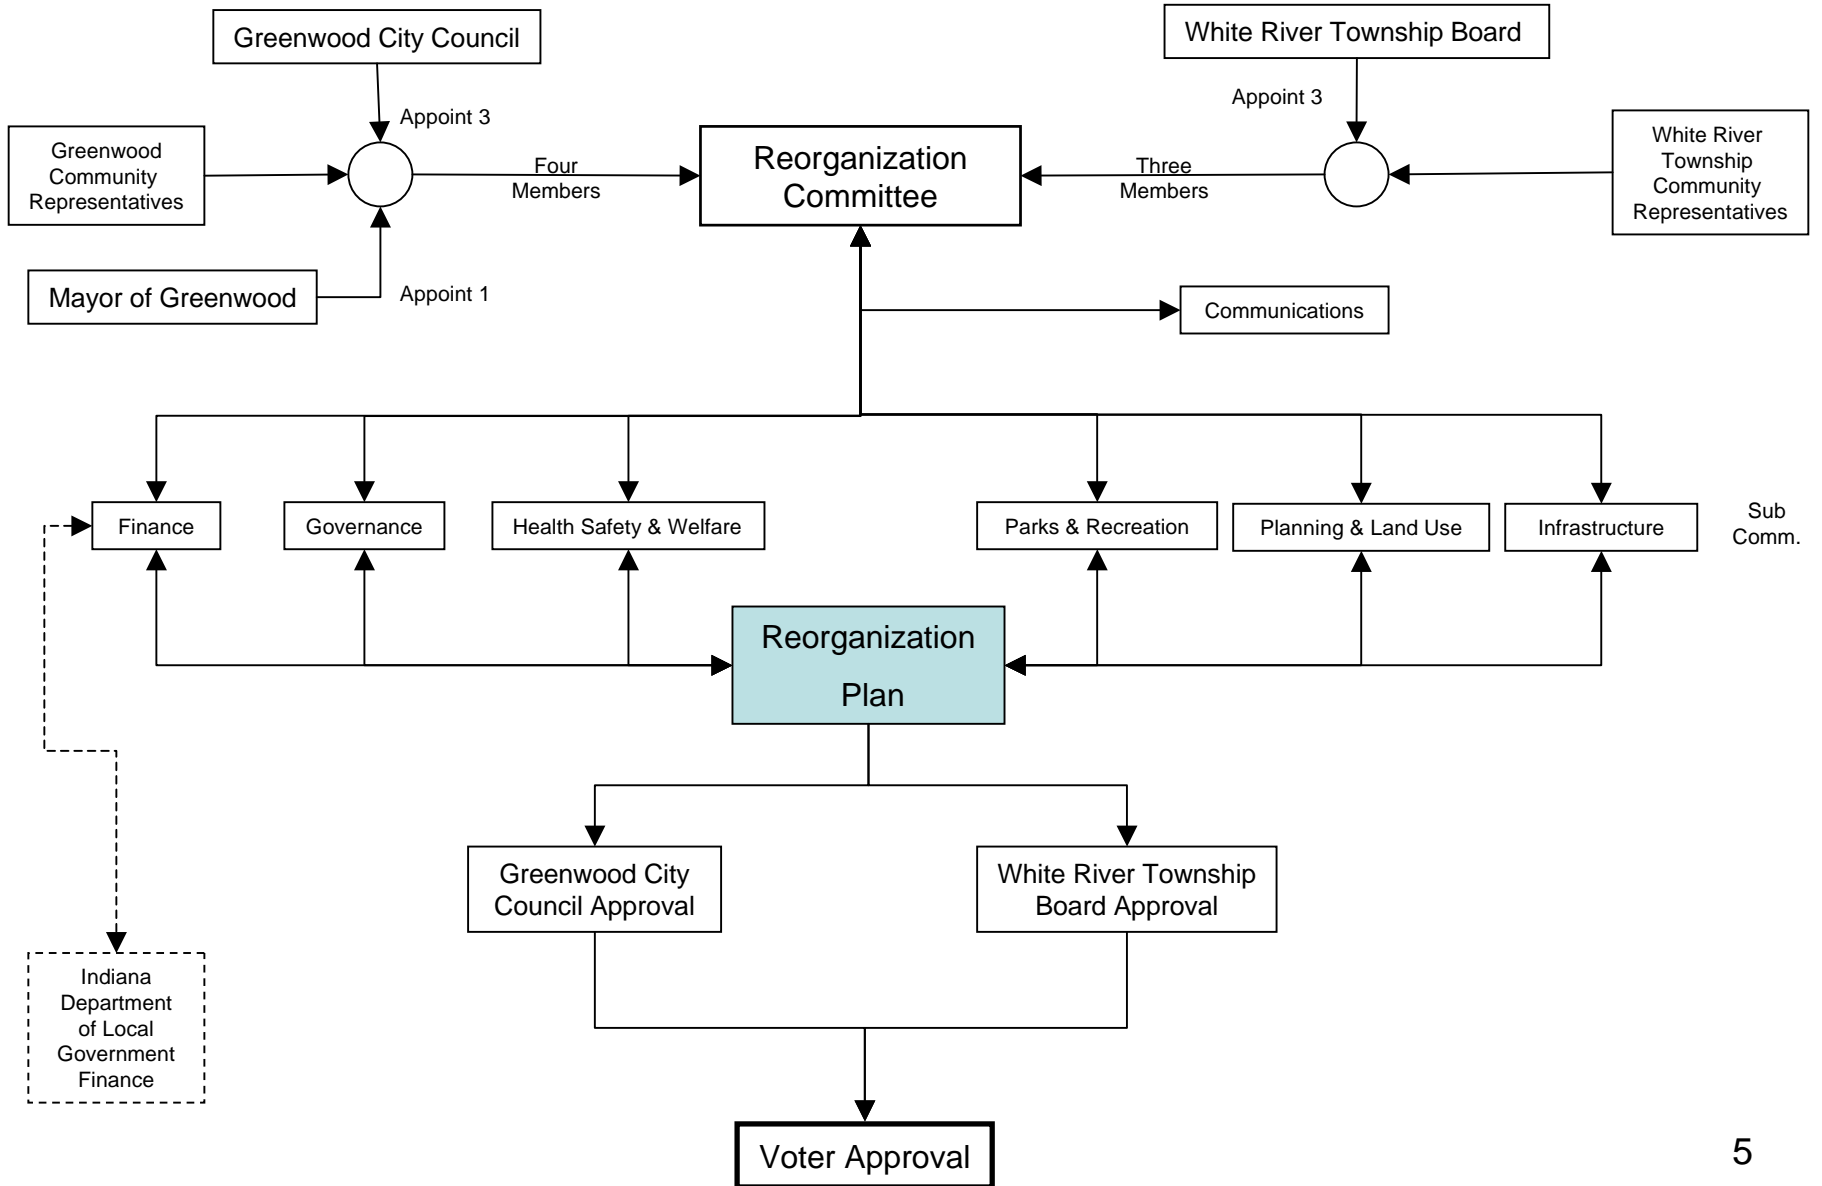 Greenwood City Council
White River Township Board
Appoint 3
Appoint 3
Greenwood
Community
Representatives
Four
Members
Reorganization
Committee
Three
Members
White River
Township
Community
Representatives
Mayor of Greenwood
Appoint 1
Communications
Finance
Governance
Health Safety & Welfare
Parks & Recreation
Planning & Land Use
Infrastructure
Sub
Comm.
Reorganization
Plan
Greenwood City
Council Approval
White River Township
Board Approval
Indiana
Department
of Local
Government
Finance
Voter Approval
5